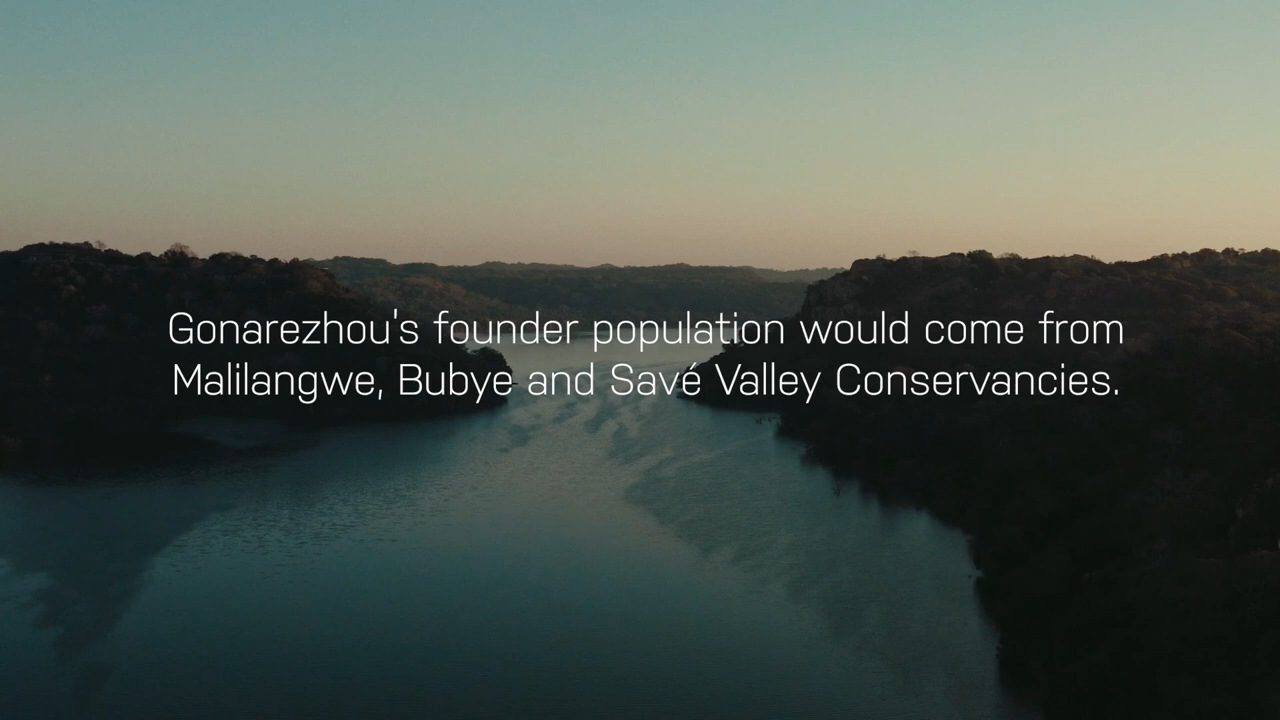 Gonarezhou's founder population would come from
Malilangwe, Bubye and Savé Valley Conservancies.